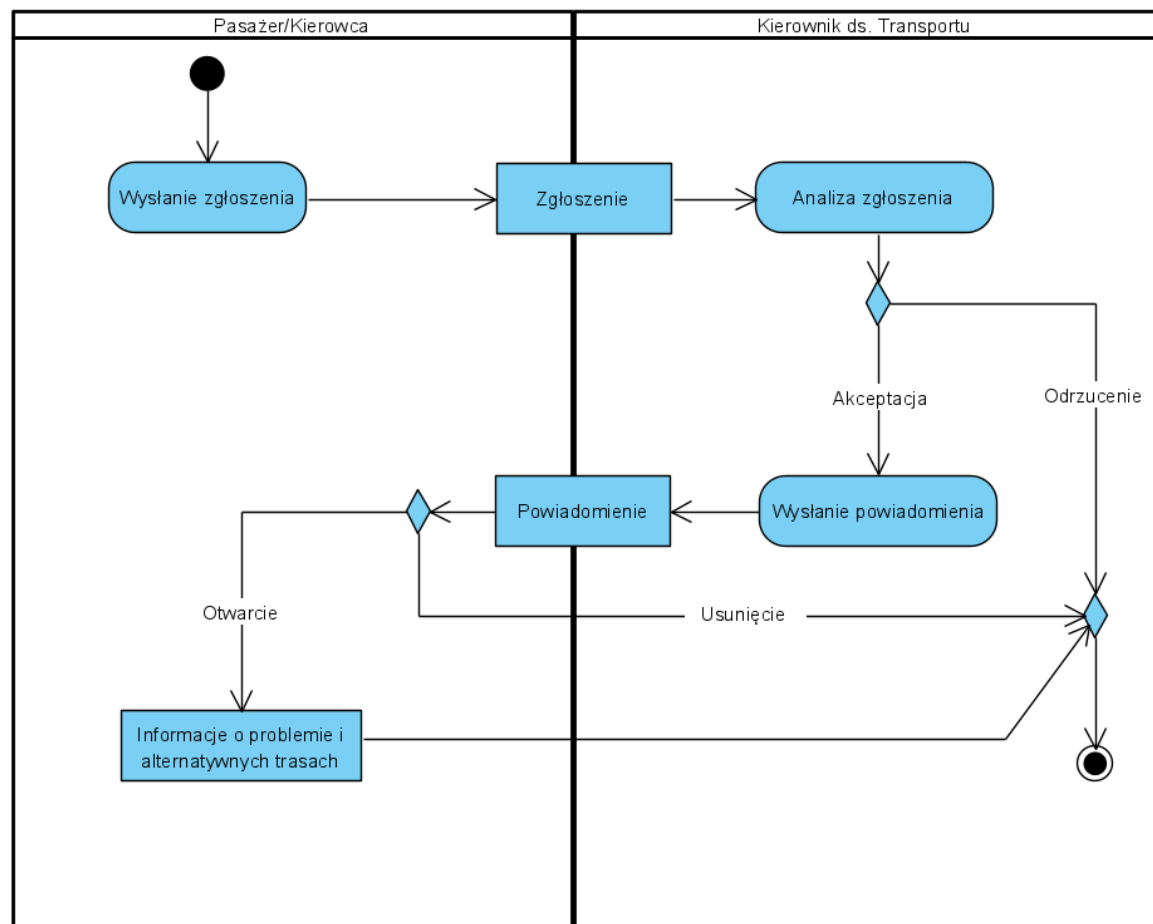 Pasażer/Kierowca
Kierownik ds. Transportu
Wysłanie zgłoszenia
Zgłoszenie
Analiza zgłoszenia
Akceptacja
Odrzucenie
Powiadomienie
Wysłanie powiadomienia
Otwarcie
Usunięcie
Informacje o problemie i
alternatywnych trasach